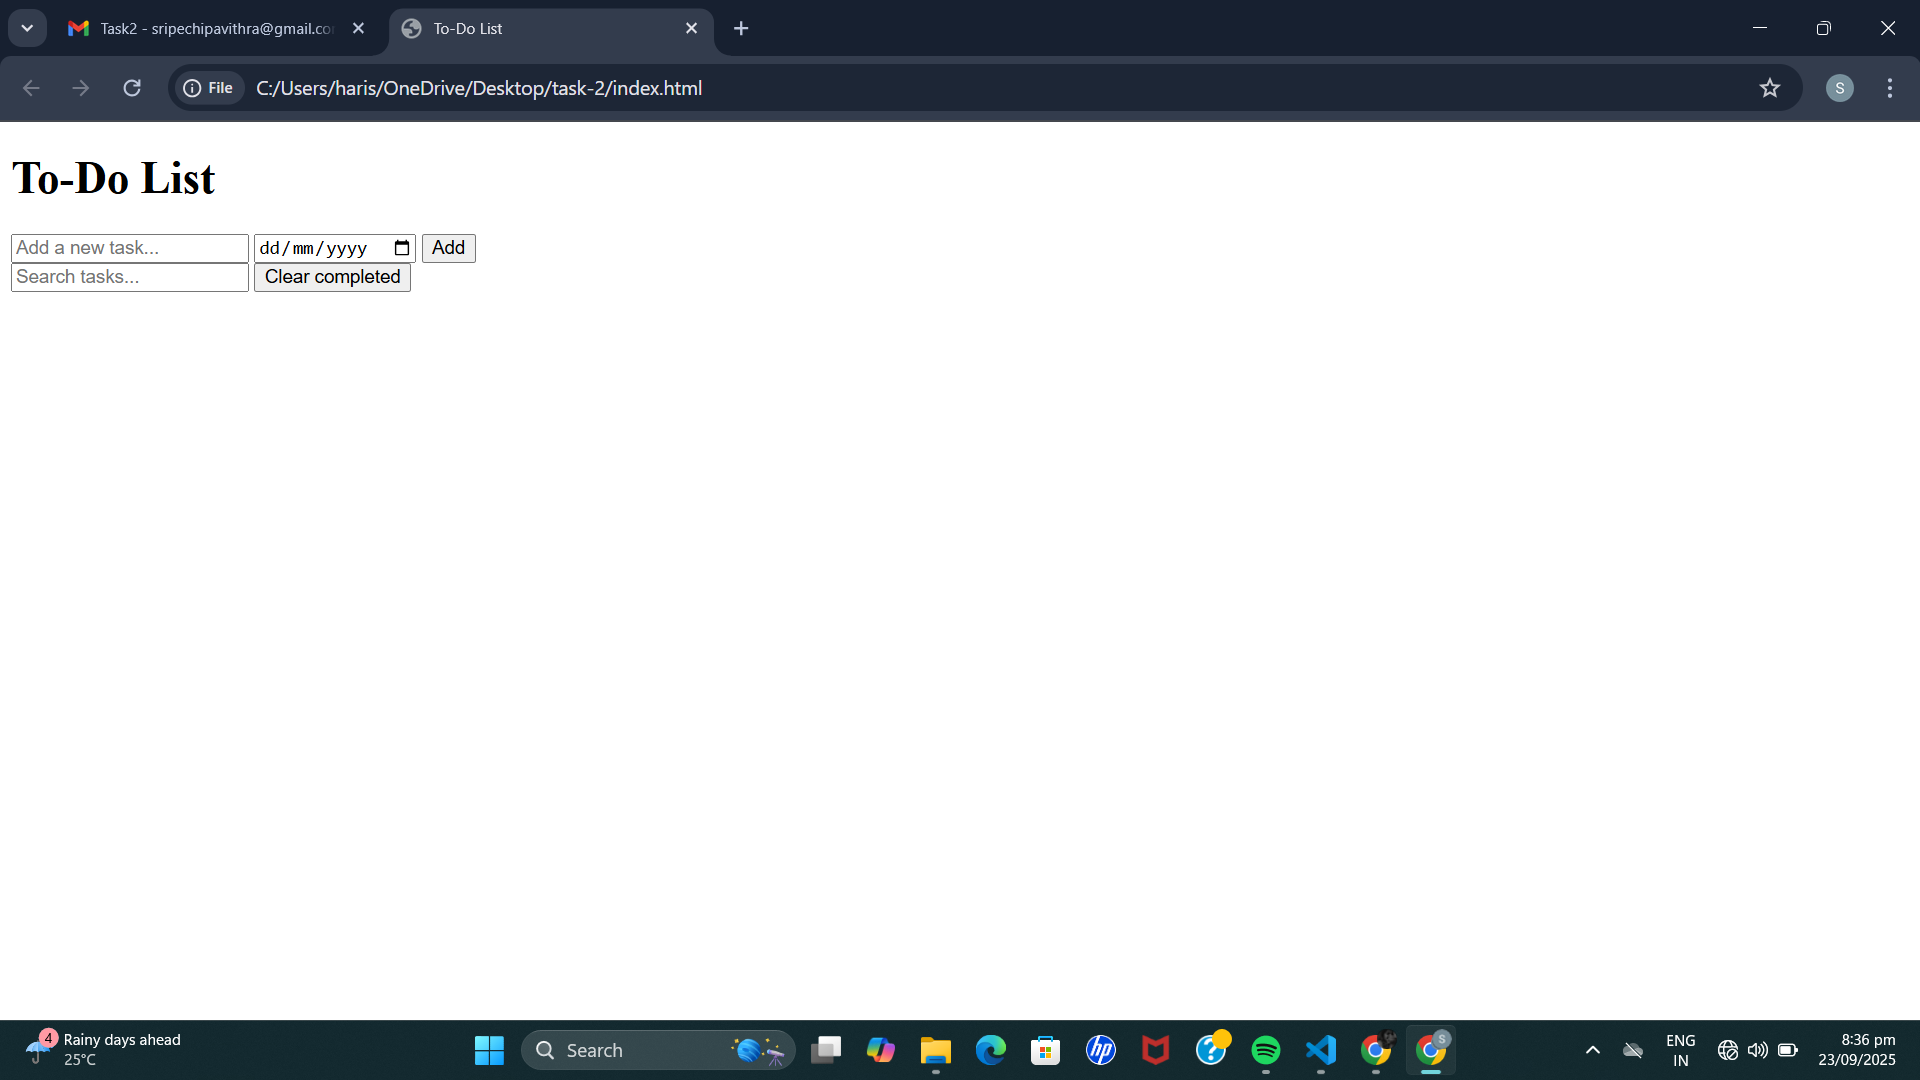 Task2 - sripechipavithra@gmail.co
To-Do List
File
C:/Users/haris/OneDrive/Desktop/task-2/index.html
S
To-Do List
Add a new task...
dd/mm/yyyy
Add
Search tasks...
Clear completed
4
Rainy days ahead
25°C
Search
hp
?
S
ENG
IN
8:36 pm
23/09/2025